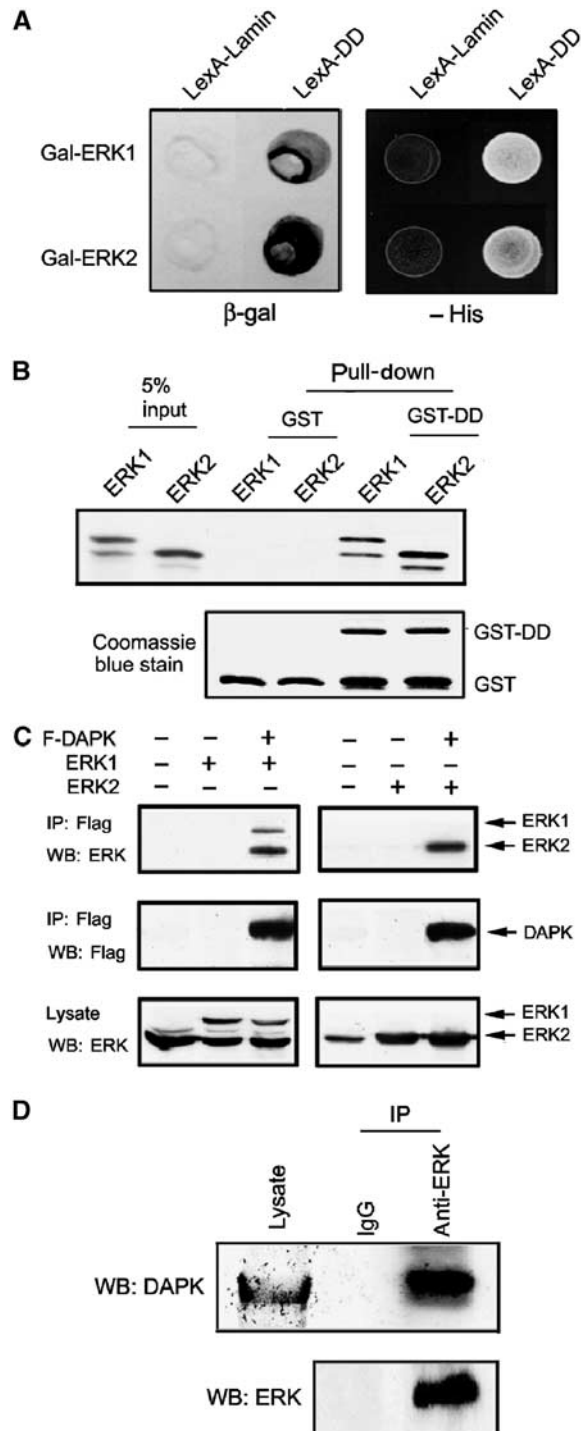 A
LexA-Lamin LexA-DD LexA-Lamin LexA-DD
Gal-ERK1
Gal-ERK2
β-gal – His
B
Pull-down
5% input GST GST-DD
ERK1 ERK2 ERK1 ERK2 ERK1 ERK2
Coomassie blue stain
GST-DD
GST
C
F-DAPK – – + – – +
ERK1 – + + – – –
ERK2 – – – – + +
IP: Flag
WB: ERK
ERK1
ERK2
IP: Flag
WB: Flag
DAPK
Lysate
WB: ERK
ERK1
ERK2
D
IP
Lysate IgG Anti-ERK
WB: DAPK
WB: ERK